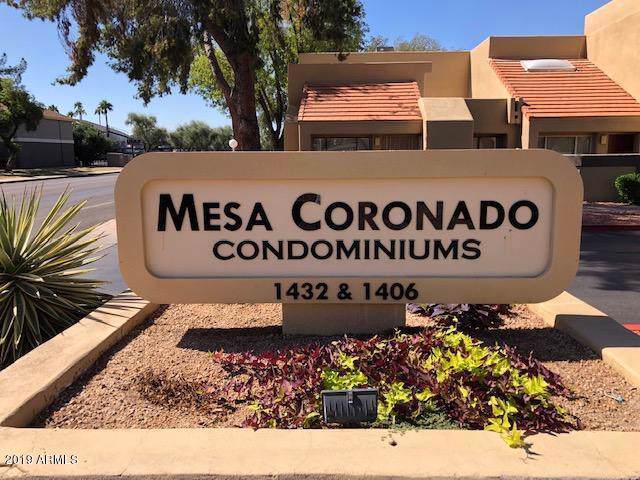 MESA CORONADO
CONDOMINIUMS
1432 & 1406
2019 ARMLS